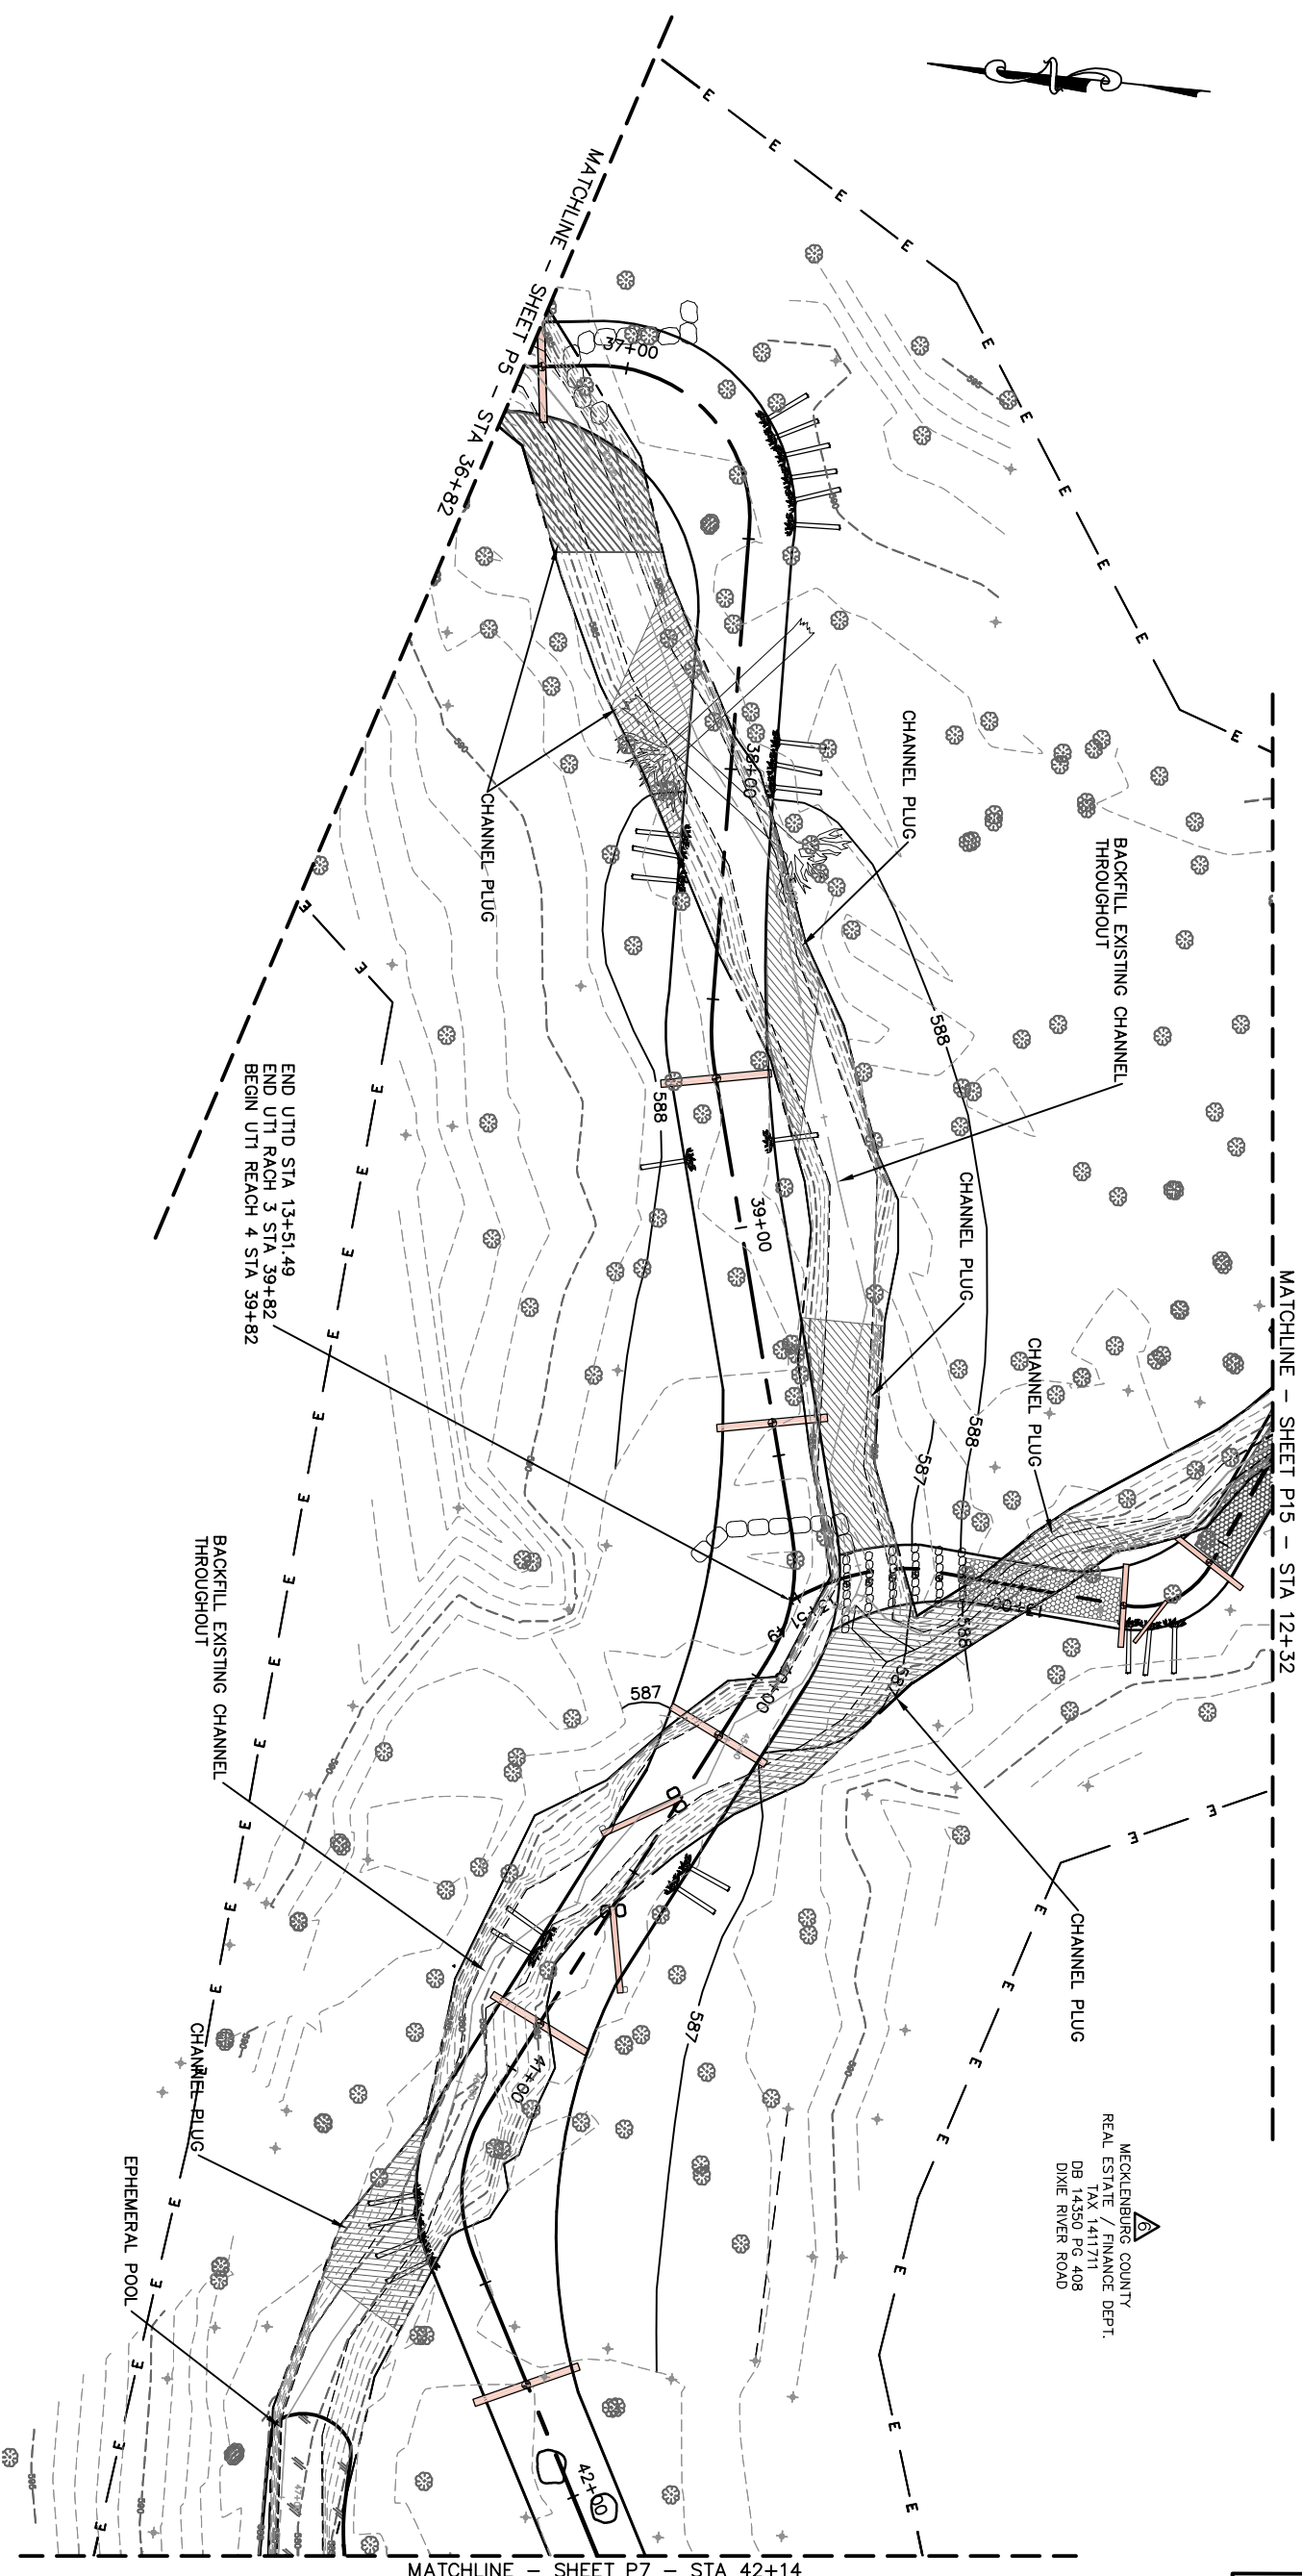 MATCHLINE - SHEET P5 - STA 36+82
37+00
CHANNEL PLUG
38+00
CHANNEL PLUG
BACKFILL EXISTING CHANNEL
THROUGHOUT
588
588
39+00
CHANNEL PLUG
CHANNEL PLUG
MATCHLINE - SHEET P15 - STA 12+32
END UT1D STA 13+51.49
END UT1 RACH 3 STA 39+82
BEGIN UT1 REACH 4 STA 39+82
588
587
13+00
588
587
587
BACKFILL EXISTING CHANNEL
THROUGHOUT
CHANNEL PLUG
587
41+00
CHANNEL PLUG
EPHEMERAL POOL
6
MECKLENBURG COUNTY
REAL ESTATE / FINANCE DEPT.
TAX 1411711
DB 14350 PG 408
DIXIE RIVER ROAD
42+00
MATCHLINE - SHEET P7 - STA 42+14